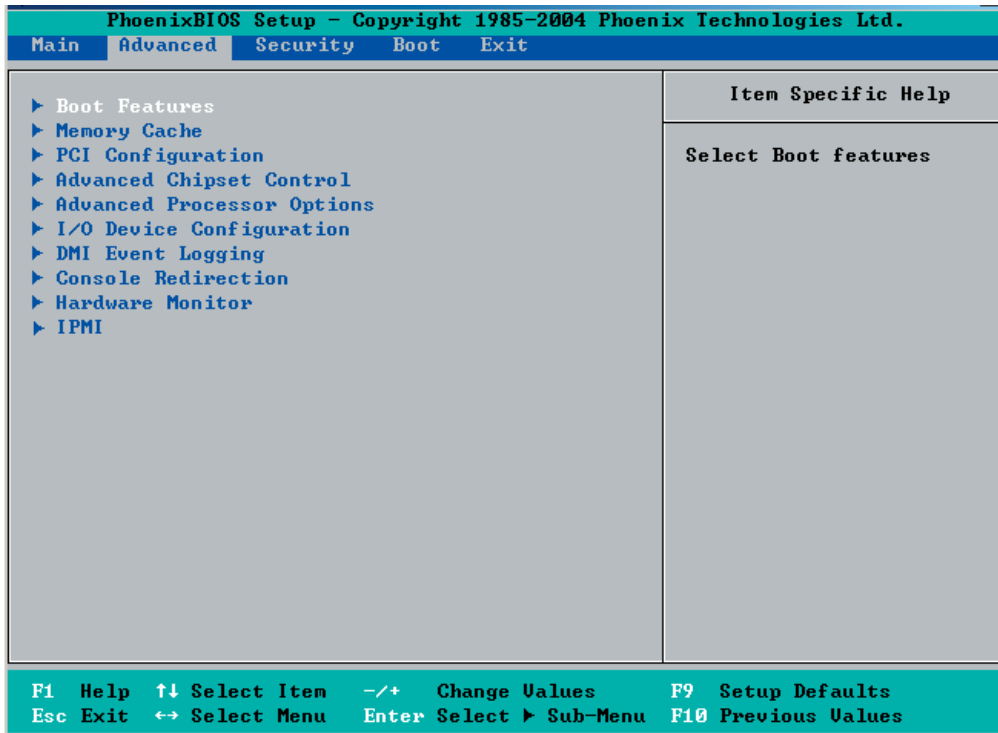 PhoenixBIOS Setup - Copyright 1985-2004 Phoenix Technologies Ltd.
Main Advanced Security Boot Exit
Boot Features
Memory Cache
PCI Configuration
Advanced Chipset Control
Advanced Processor Options
I/O Device Configuration
DMI Event Logging
Console Redirection
Hardware Monitor
IPMI
Item Specific Help
Select Boot features
F1 Help ↑↓ Select Item -/+ Change Values F9 Setup Defaults
Esc Exit ↔ Select Menu Enter Select ▶ Sub-Menu F10 Previous Values